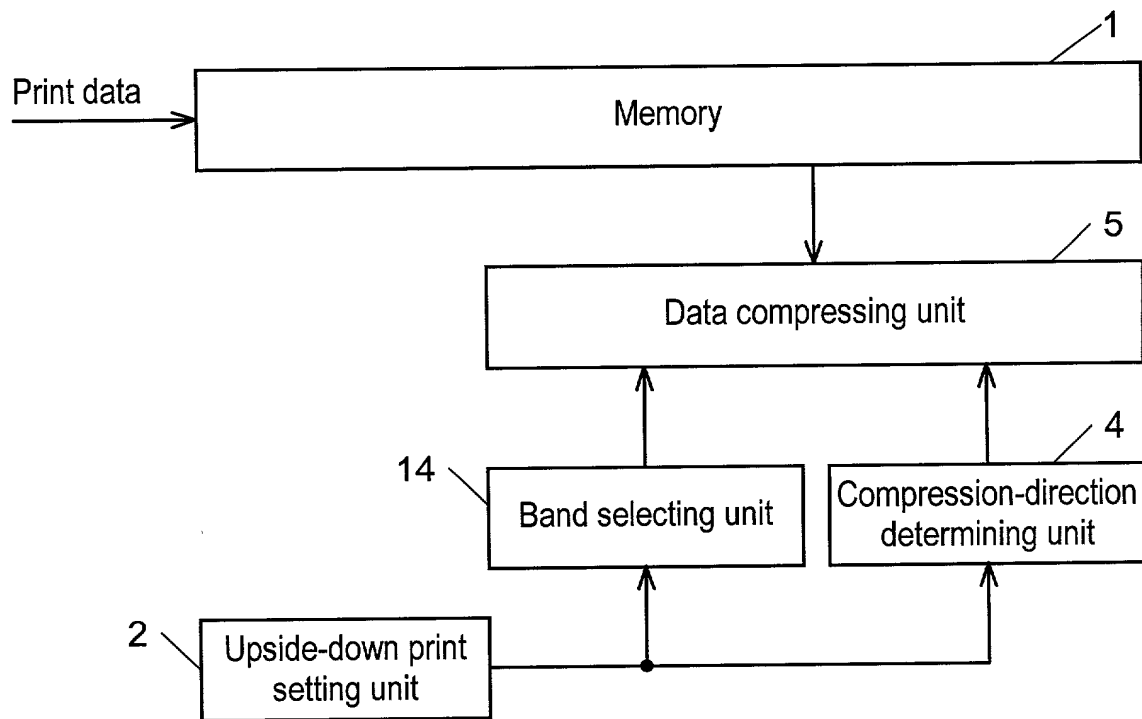 1
Print data
Memory
5
Data compressing unit
4
14
Band selecting unit
Compression-direction
determining unit
2
Upside-down print
setting unit